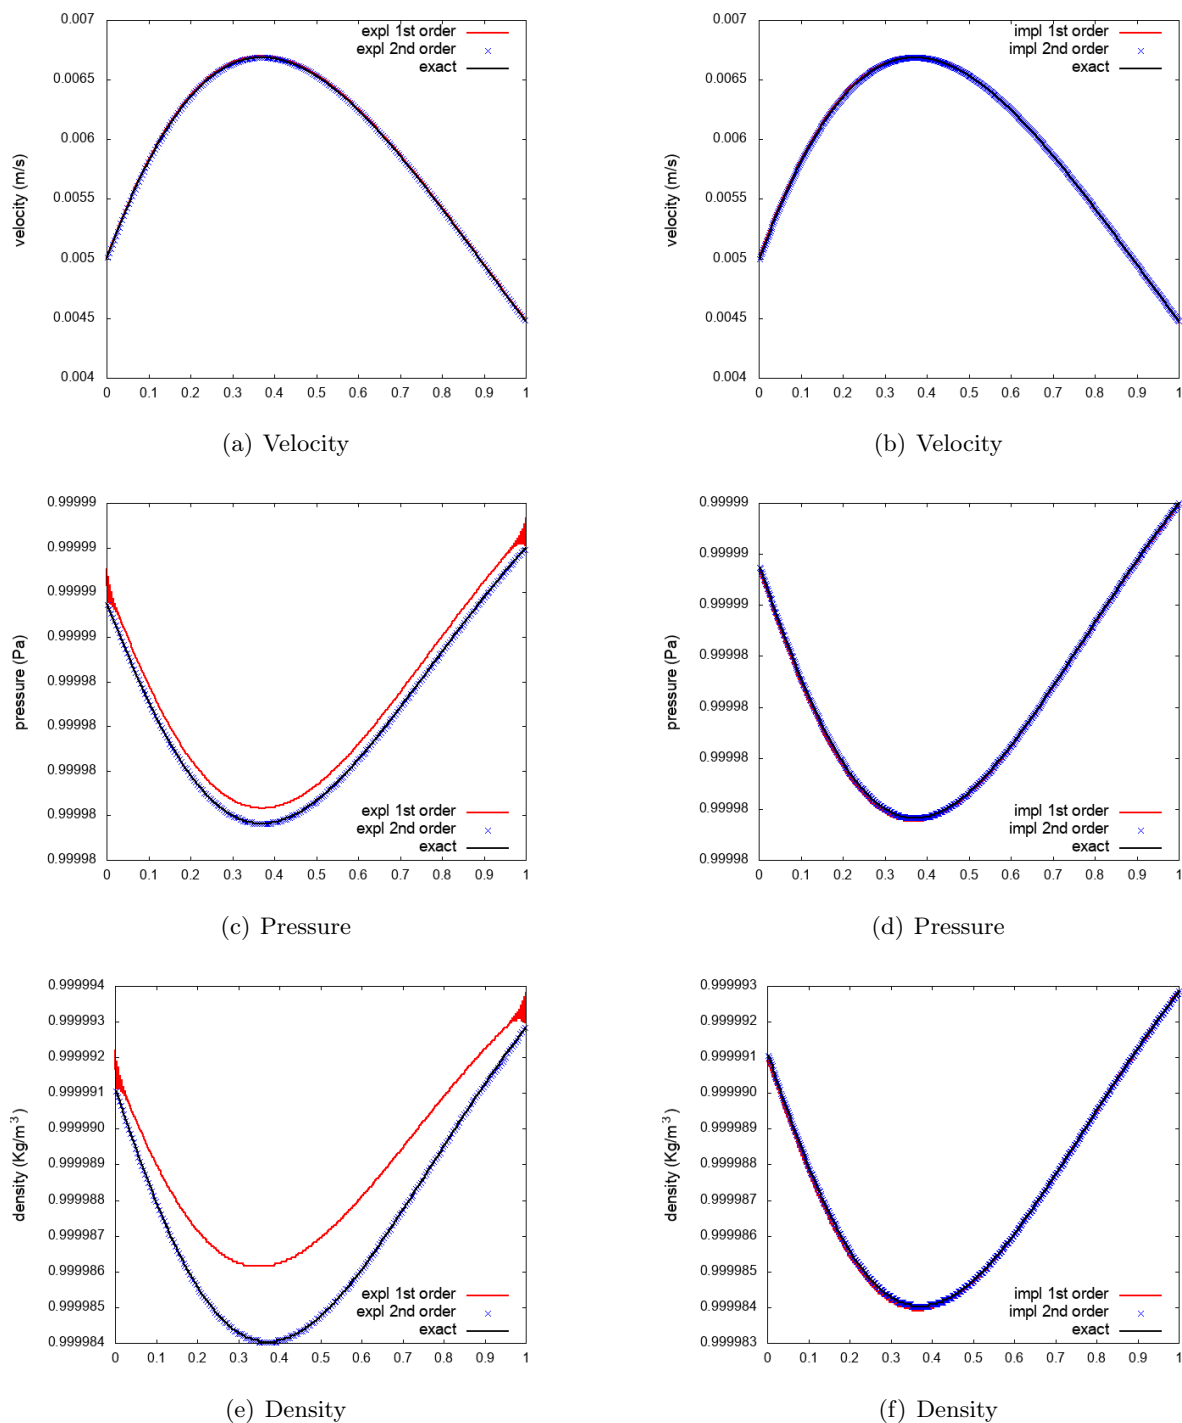 0.007
0.0065
0.006
0.0055
0.005
0.0045
0.004
velocity (m/s)
expl 1st order
expl 2nd order
exact
0 0.1 0.2 0.3 0.4 0.5 0.6 0.7 0.8 0.9 1
(a) Velocity
0.007
0.0065
0.006
0.0055
0.005
0.0045
0.004
velocity (m/s)
impl 1st order
impl 2nd order
exact
0 0.1 0.2 0.3 0.4 0.5 0.6 0.7 0.8 0.9 1
(b) Velocity
0.99999
0.99999
0.99999
0.99999
0.99998
0.99998
0.99998
0.99998
0.99998
pressure (Pa)
expl 1st order
expl 2nd order
exact
0 0.1 0.2 0.3 0.4 0.5 0.6 0.7 0.8 0.9 1
(c) Pressure
0.99999
0.99999
0.99999
0.99998
0.99998
0.99998
0.99998
0.99998
pressure (Pa)
impl 1st order
impl 2nd order
exact
0 0.1 0.2 0.3 0.4 0.5 0.6 0.7 0.8 0.9 1
(d) Pressure
0.999994
0.999993
0.999992
0.999991
0.999990
0.999989
0.999988
0.999987
0.999986
0.999985
0.999984
density (Kg/m³)
expl 1st order
expl 2nd order
exact
0 0.1 0.2 0.3 0.4 0.5 0.6 0.7 0.8 0.9 1
(e) Density
0.999993
0.999992
0.999991
0.999990
0.999989
0.999988
0.999987
0.999986
0.999985
0.999984
0.999983
density (Kg/m³)
impl 1st order
impl 2nd order
exact
0 0.1 0.2 0.3 0.4 0.5 0.6 0.7 0.8 0.9 1
(f) Density